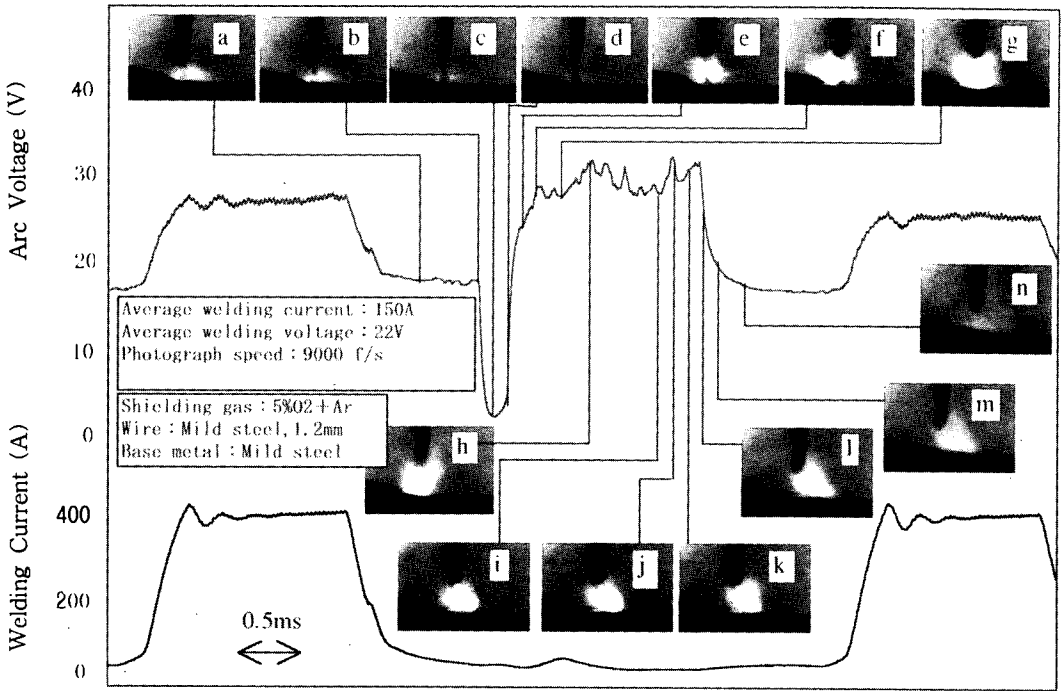 a b c d e f g
Arc Voltage (V)
40
30
20
10
0
Average welding current : 150A
Average welding voltage : 22V
Photograph speed : 9000 f/s
Shielding gas : 5%O2+Ar
Wire : Mild steel, 1.2mm
Base metal : Mild steel
n
m
h
l
i j k
Welding Current (A)
400
200
0
0.5ms